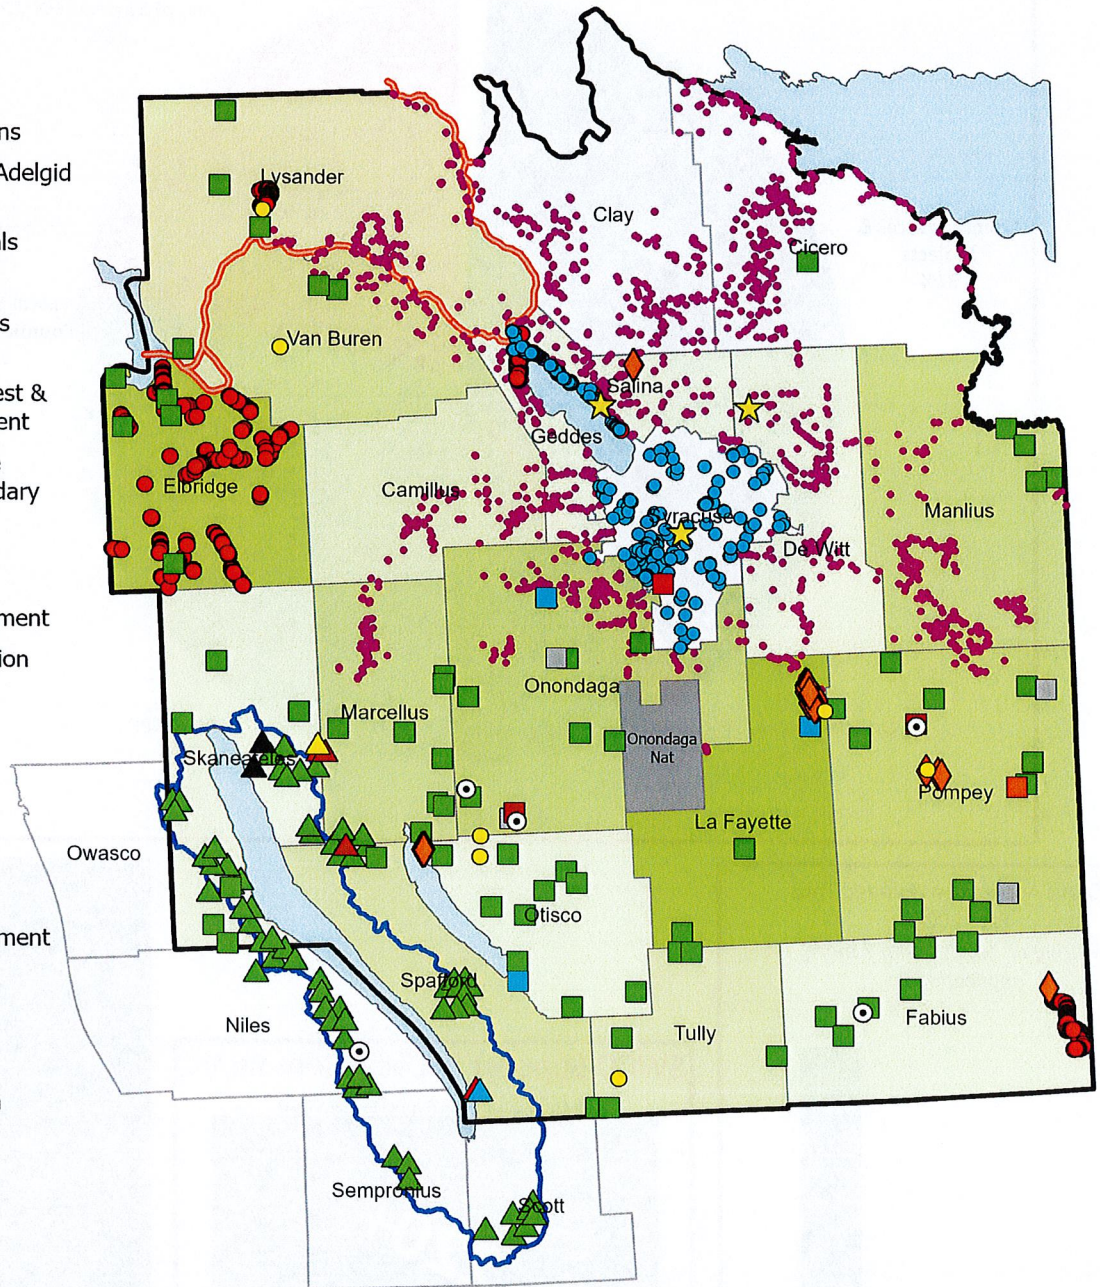 ns
Adelgid
ls
s
est &
ent
dary
ment
ion
ment
Lysander
Clay
Cicero
Van Buren
Salina
Geddes
Elbridge
Camillus
Syracuse
Manlius
De Witt
Onondaga
Marcellus
Onondaga
Nat
Skaneateles
Pompey
La Fayette
Owasco
Otisco
Spafford
Niles
Tully
Fabius
Sempronius
Scott